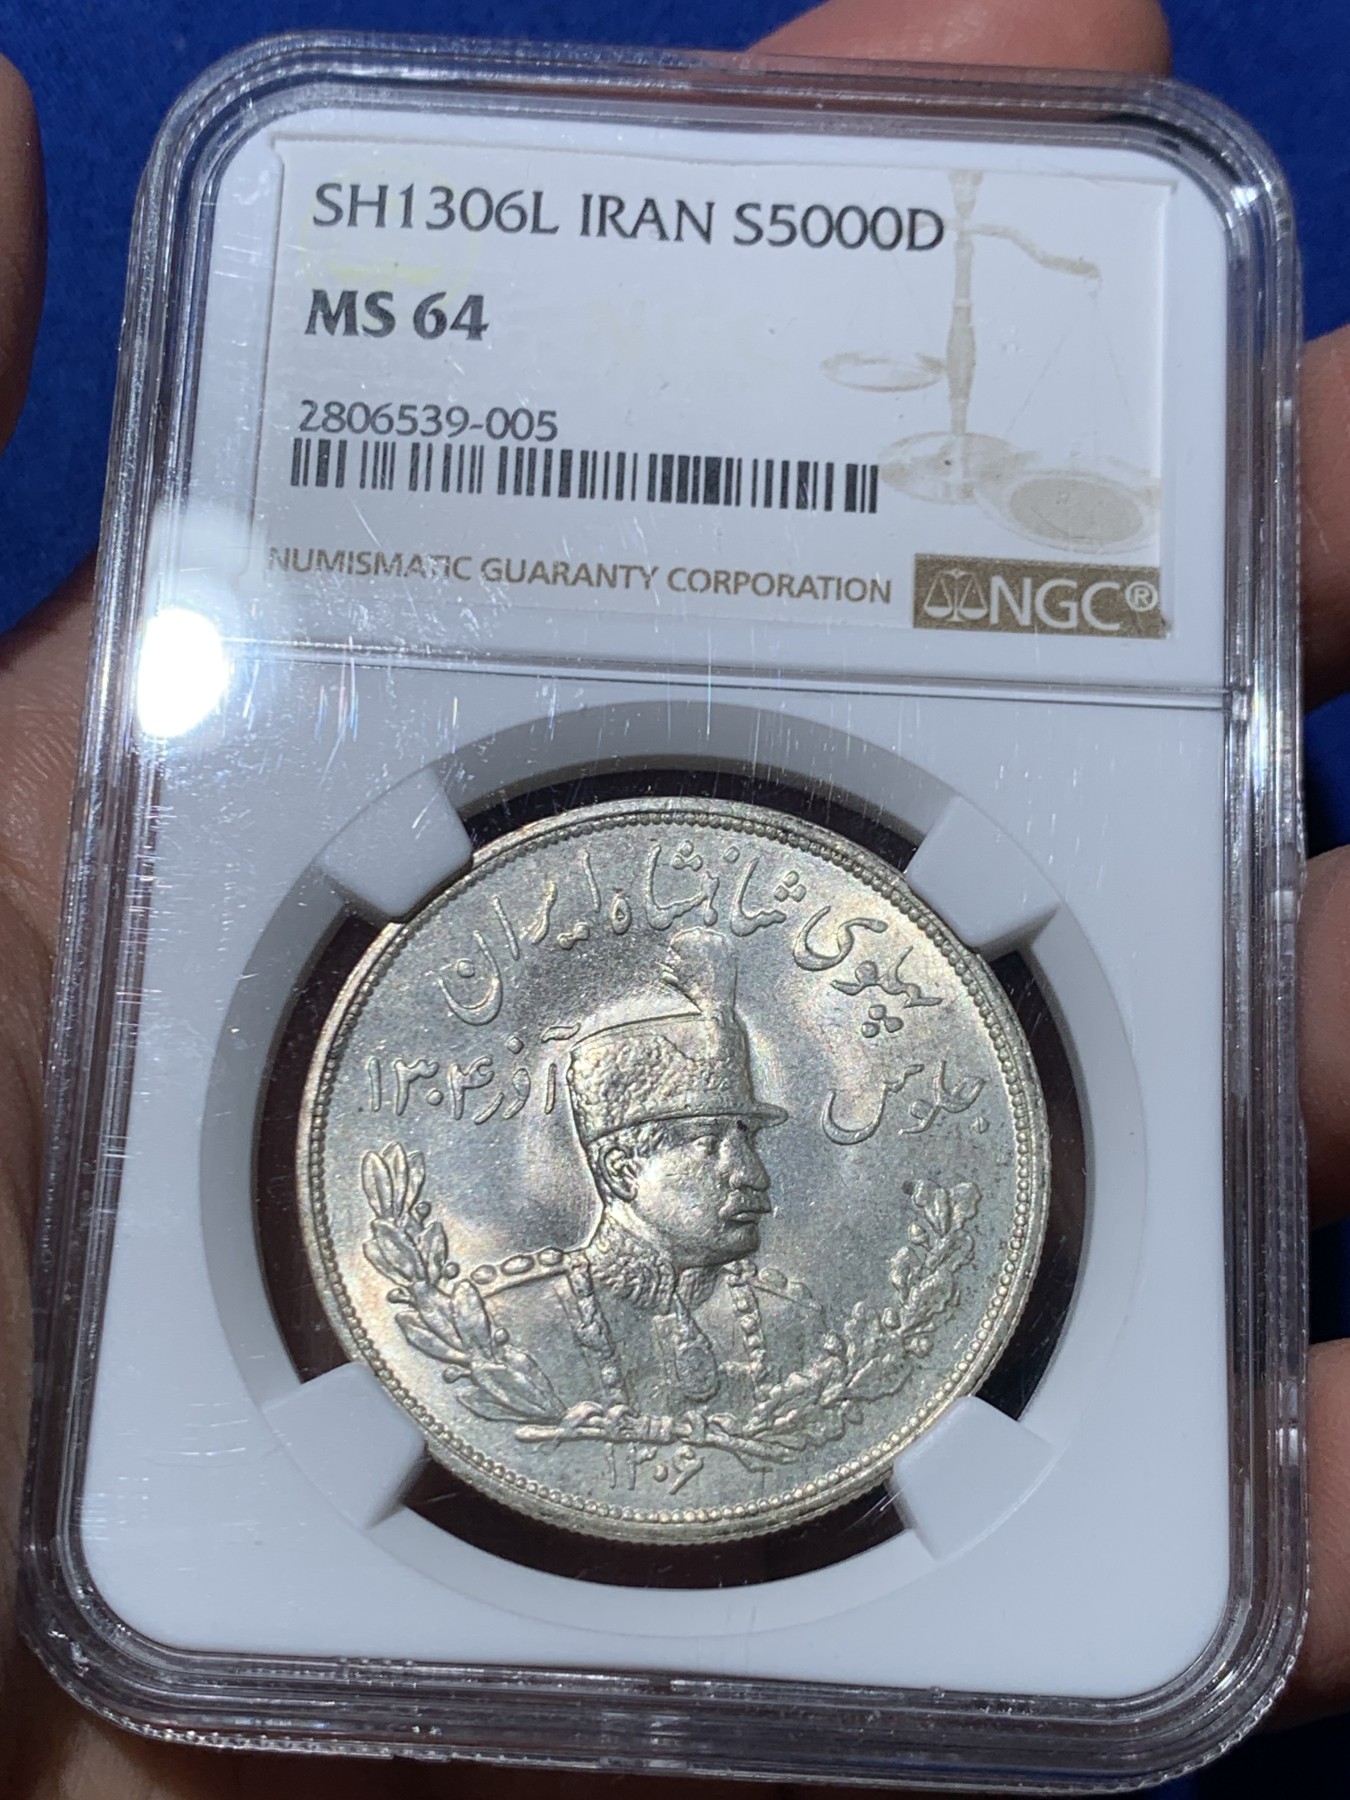 SH1306L IRAN S5000D
MS 64
2806539-005
NUMISMATIC GUARANTY CORPORATION
NGC®
پهلوی شاهنشاه ایران
جلوس آذر ۱۳۰۴
۱۳۰۶